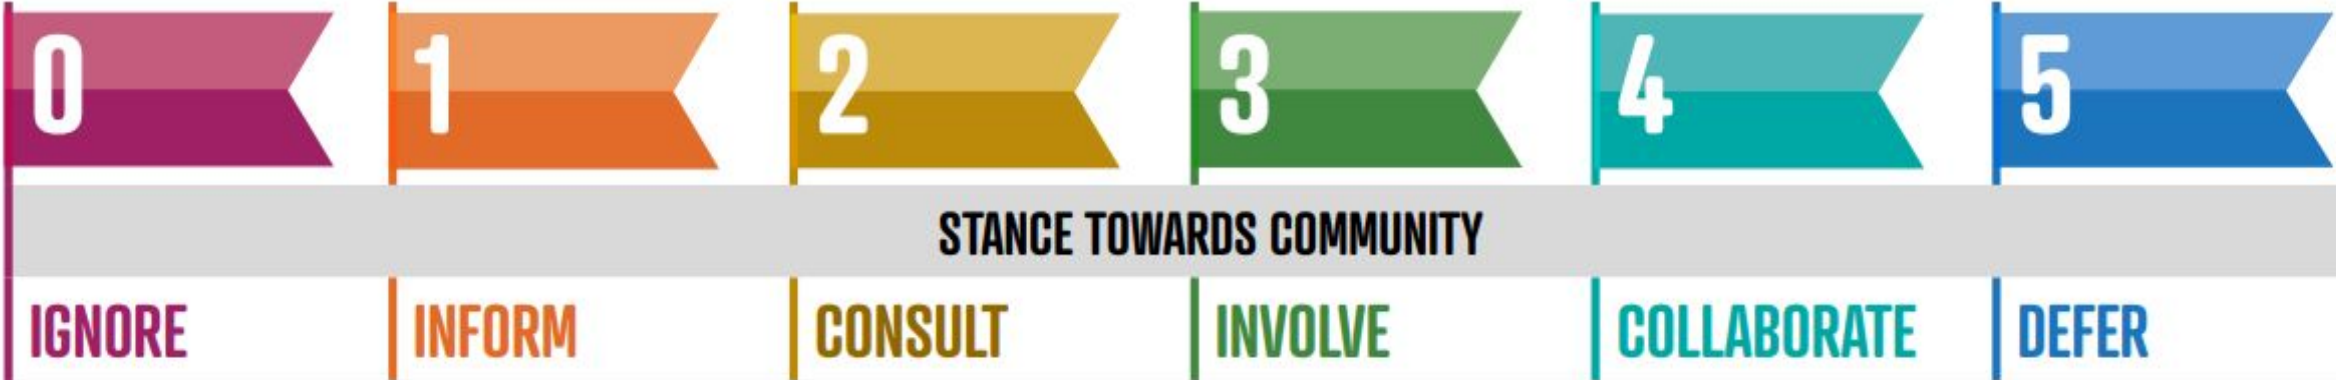 0 1 2 3 4 5
STANCE TOWARDS COMMUNITY
IGNORE INFORM CONSULT INVOLVE COLLABORATE DEFER